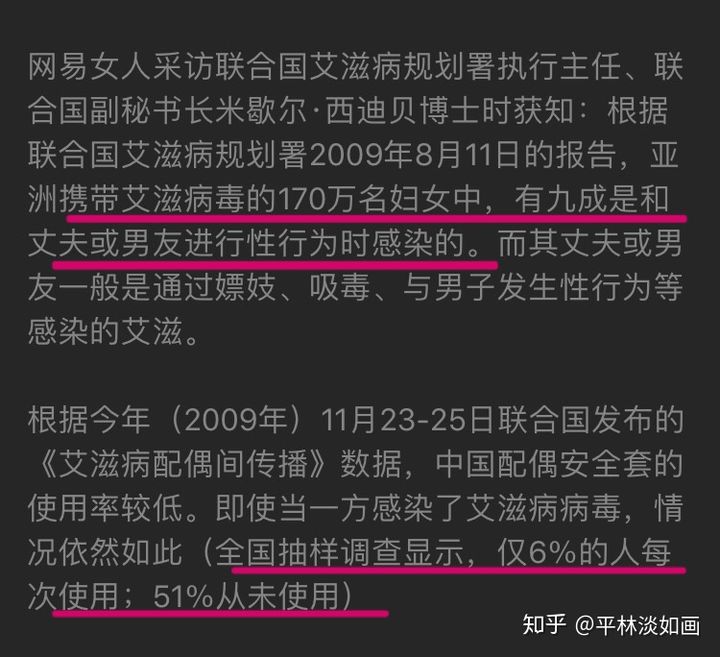 网易女人采访联合国艾滋病规划署执行主任、联
合国副秘书长米歇尔·西迪贝博士时获知：根据
联合国艾滋病规划署2009年8月11日的报告，亚
洲携带艾滋病毒的170万名妇女中，有九成是和
丈夫或男友进行性行为时感染的。而其丈夫或男
友一般是通过嫖妓、吸毒、与男子发生性行为等
感染的艾滋。
根据今年（2009年）11月23-25日联合国发布的
《艾滋病配偶间传播》数据，中国配偶安全套的
使用率较低。即使当一方感染了艾滋病病毒，情
况依然如此（全国抽样调查显示，仅6%的人每
次使用；51%从未使用）
知乎 @平林淡如画